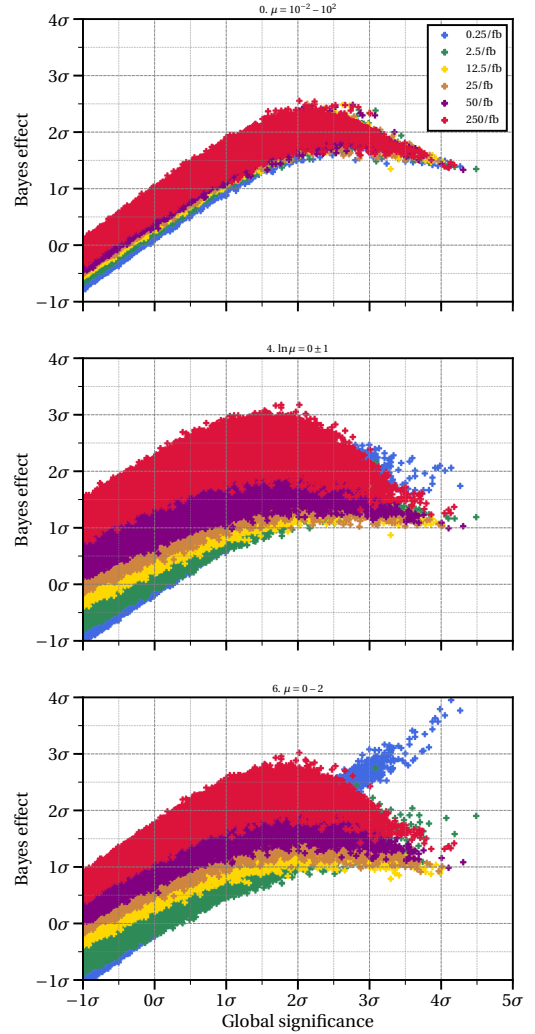 0. μ = 10⁻² – 10²
4σ
3σ
2σ
1σ
0σ
−1σ
Bayes effect
0.25/fb
2.5/fb
12.5/fb
25/fb
50/fb
250/fb
4. ln μ = 0 ± 1
4σ
3σ
2σ
1σ
0σ
−1σ
Bayes effect
6. μ = 0 – 2
4σ
3σ
2σ
1σ
0σ
−1σ
Bayes effect
−1σ 0σ 1σ 2σ 3σ 4σ 5σ
Global significance